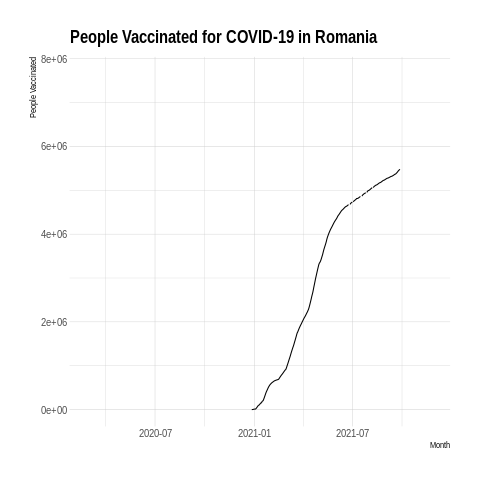 People Vaccinated for COVID-19 in Romania
People Vaccinated
8e+06
6e+06
4e+06
2e+06
0e+00
2020-07
2021-01
2021-07
Month